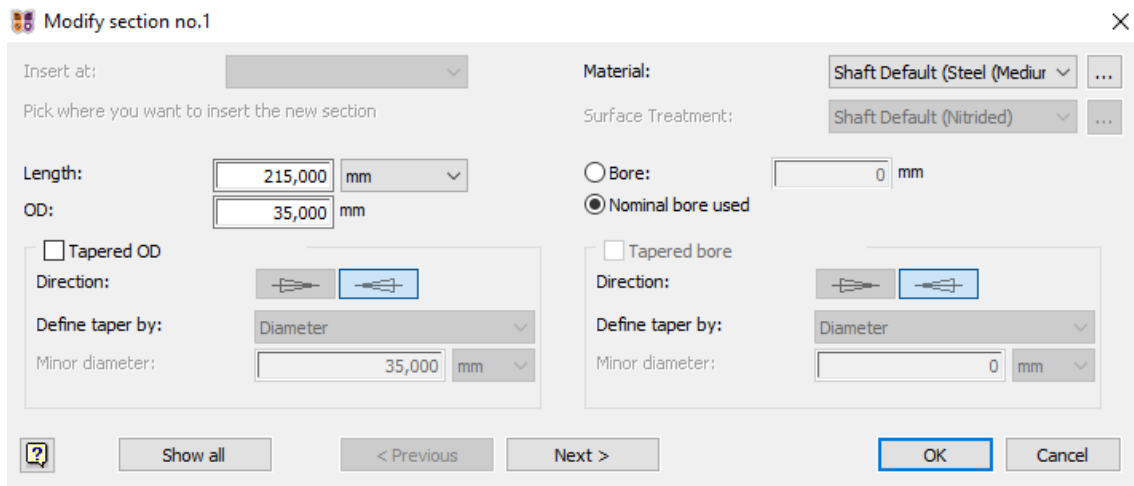 Modify section no.1
Insert at:
Pick where you want to insert the new section
Length: 215,000 mm
OD: 35,000 mm
Tapered OD
Direction:
Define taper by: Diameter
Minor diameter: 35,000 mm
Material: Shaft Default (Steel (Mediur ...
Surface Treatment: Shaft Default (Nitrided) ...
Bore: 0 mm
Nominal bore used
Tapered bore
Direction:
Define taper by: Diameter
Minor diameter: 0 mm
? Show all < Previous Next > OK Cancel